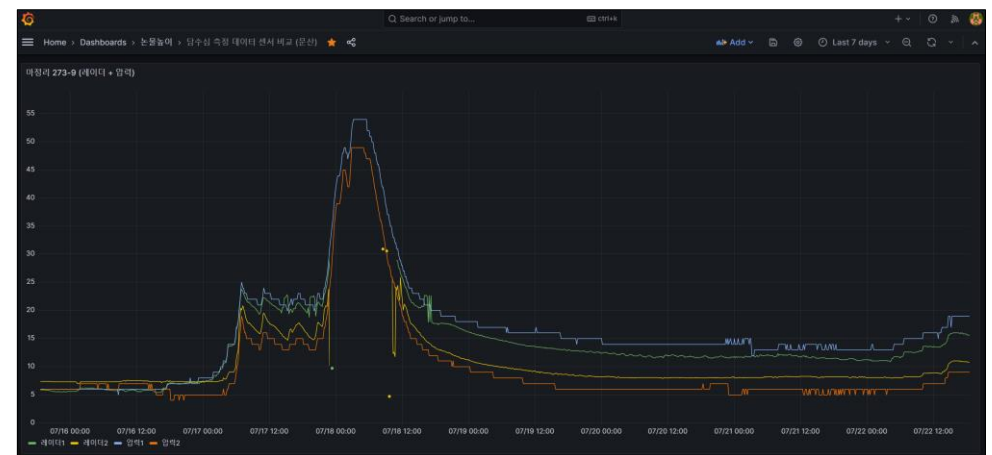 Search or jump to... ctrl+k
Home › Dashboards › 논물높이 › 담수심 측정 데이터 센서 비교 (문산) Add Last 7 days
마정리 273-9 (레이더 + 압력)
55
50
45
40
35
30
25
20
15
10
5
0
07/16 00:00 07/16 12:00 07/17 00:00 07/17 12:00 07/18 00:00 07/18 12:00 07/19 00:00 07/19 12:00 07/20 00:00 07/20 12:00 07/21 00:00 07/21 12:00 07/22 00:00 07/22 12:00
레이더1 레이더2 압력1 압력2